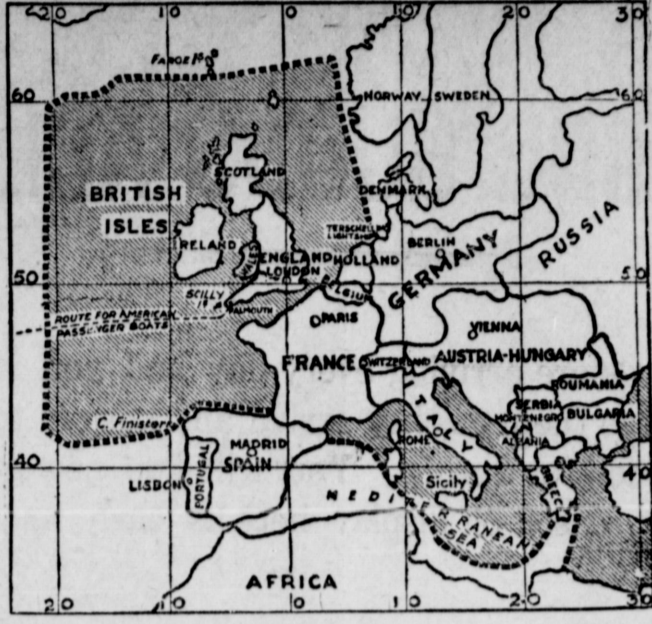 20 10 0 10 20 30
FAROE Is
60 60
NORWAY SWEDEN
SCOTLAND
BRITISH
ISLES
DENMARK
TERSCHELLING
LIGHTSHIP
IRELAND
WALES
ENGLAND
LONDON
HOLLAND
BERLIN
GERMANY
RUSSIA
50 50
SCILLY
Is
FALMOUTH
BELGIUM
ROUTE FOR AMERICAN
PASSENGER BOATS
PARIS
VIENNA
FRANCE
SWITZERLAND
AUSTRIA-HUNGARY
ITALY
ROUMANIA
SERBIA
MONTENEGRO
BULGARIA
C. Finisterre
ROME
ALBANIA
MADRID
SPAIN
40 40
LISBON
PORTUGAL
Sicily
GREECE
MEDITERRANEAN
SEA
AFRICA
20 10 0 10 20 30